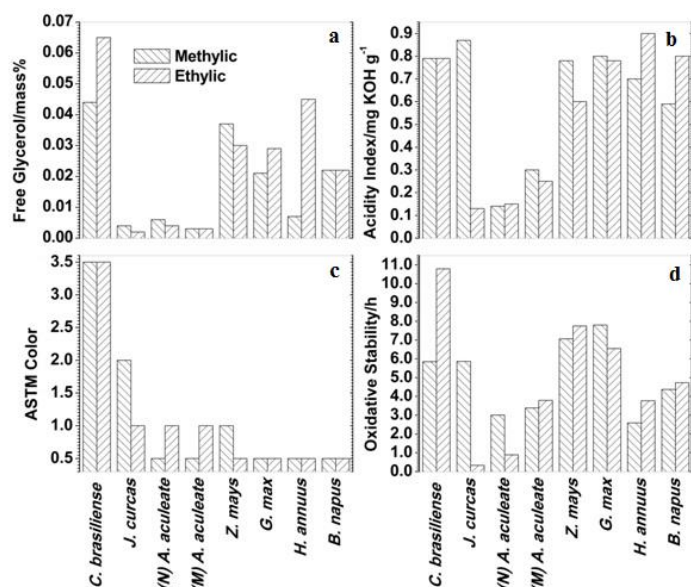 Free Glycerol/mass%
0.07
0.06
0.05
0.04
0.03
0.02
0.01
0.00
a
Methylic
Ethylic
Acidity Index/mg KOH g-1
0.9
0.8
0.7
0.6
0.5
0.4
0.3
0.2
0.1
0.0
b
ASTM Color
3.5
3.0
2.5
2.0
1.5
1.0
0.5
c
C. brasiliense
J. curcas
(N) A. aculeate
(M) A. aculeate
Z. mays
G. max
H. annuus
B. napus
Oxidative Stability/h
11.0
10.0
9.0
8.0
7.0
6.0
5.0
4.0
3.0
2.0
1.0
0.0
d
C. brasiliense
J. curcas
(N) A. aculeate
(M) A. aculeate
Z. mays
G. max
H. annuus
B. napus